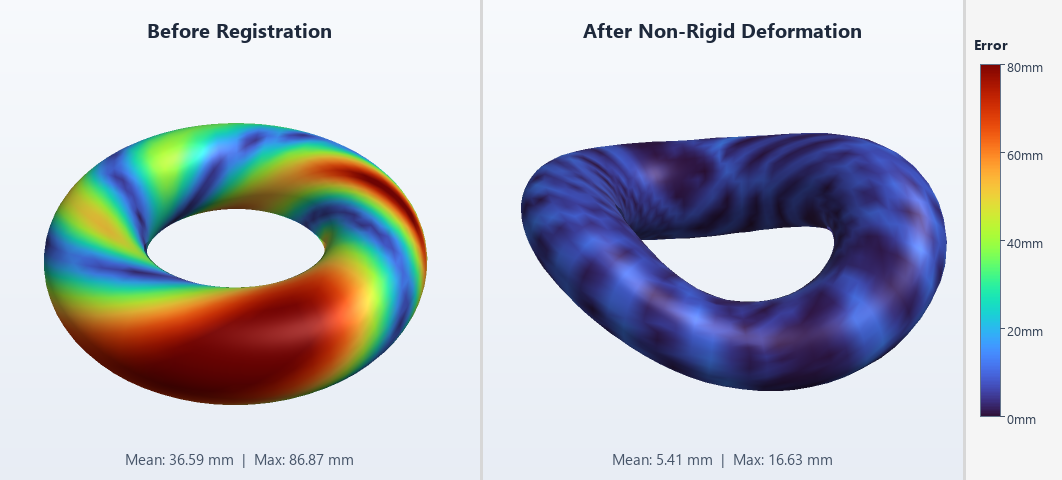 Before Registration
After Non-Rigid Deformation
Error
80mm
60mm
40mm
20mm
0mm
Mean: 36.59 mm | Max: 86.87 mm
Mean: 5.41 mm | Max: 16.63 mm